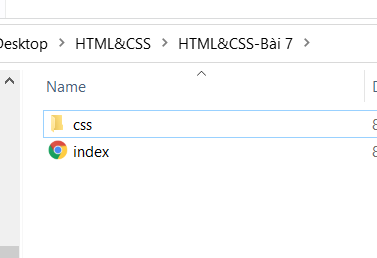 Desktop > HTML&CSS > HTML&CSS-Bài 7 >
Name
css
index